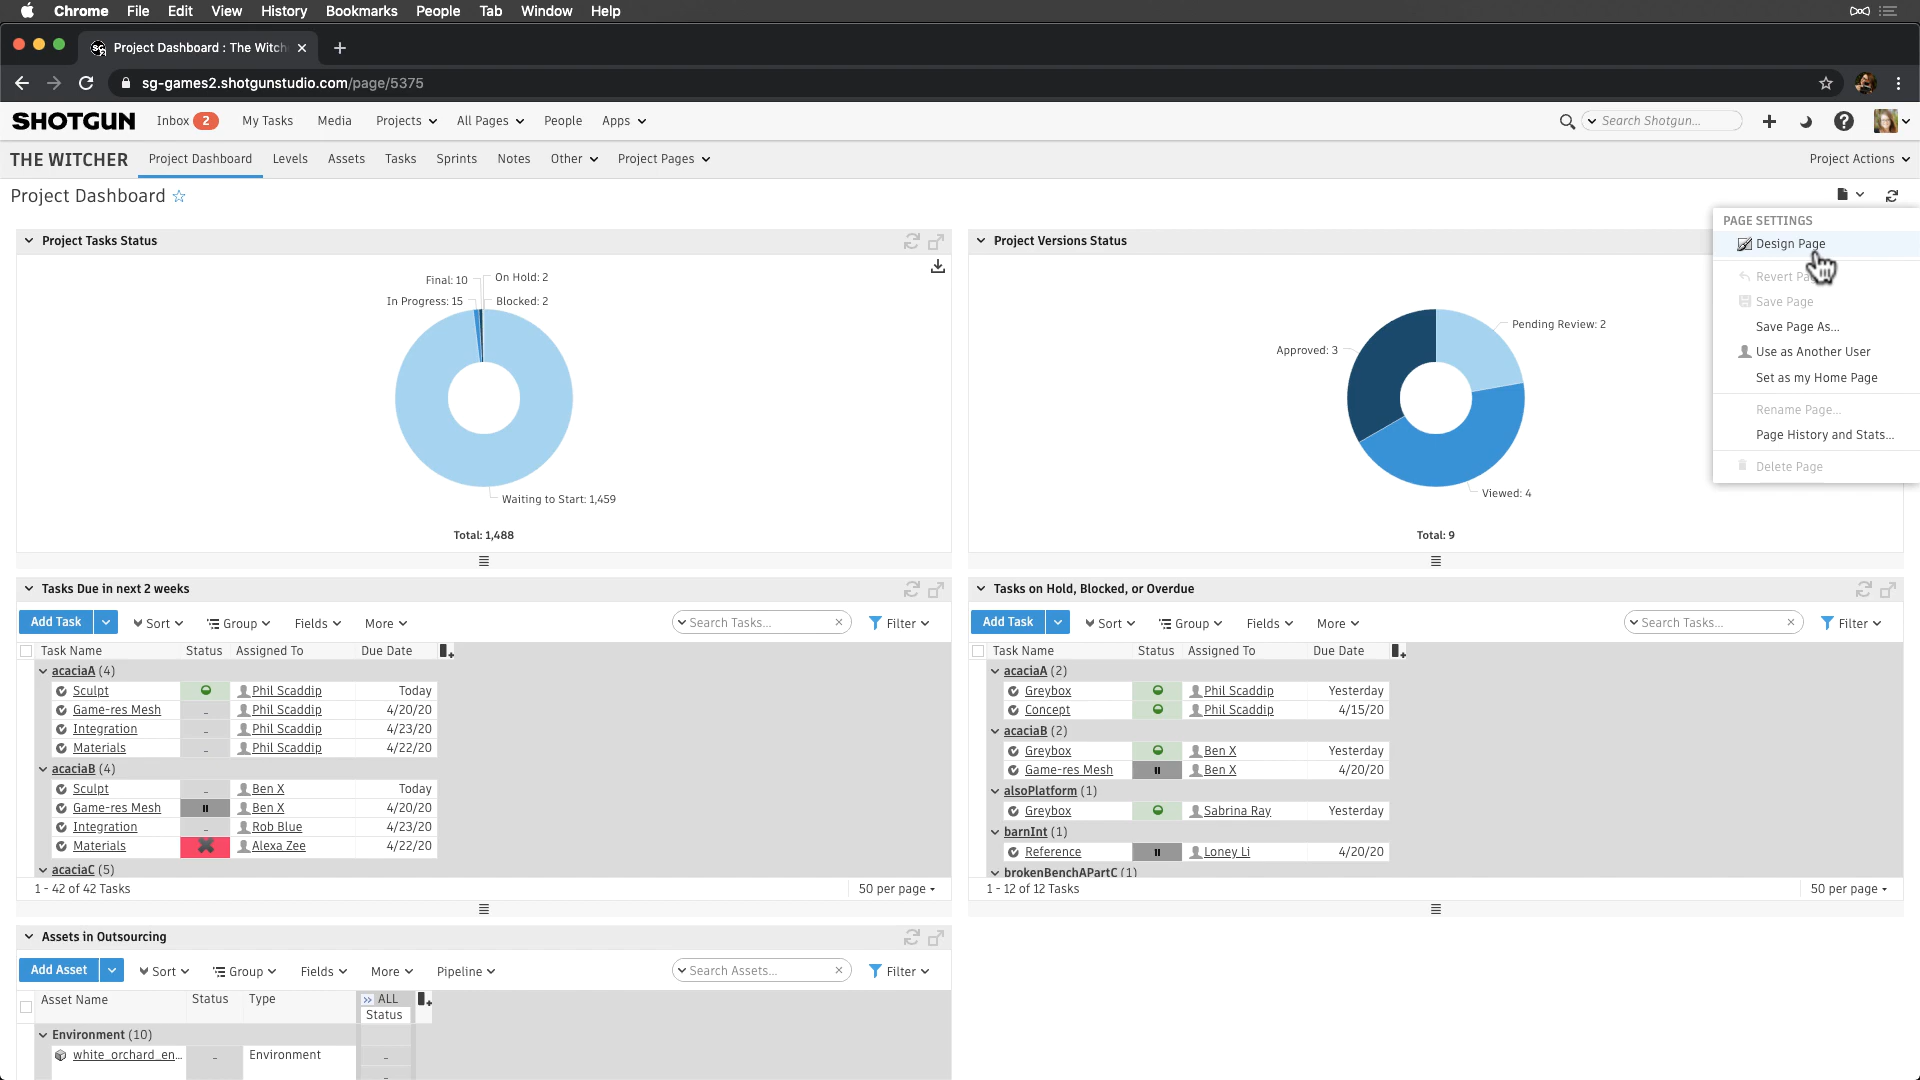 Chrome File Edit View History Bookmarks People Tab Window Help
Project Dashboard : The Witch
sg-games2.shotgunstudio.com/page/5375
SHOTGUN Inbox 2 My Tasks Media Projects All Pages People Apps Search Shotgun...
THE WITCHER Project Dashboard Levels Assets Tasks Sprints Notes Other Project Pages Project Actions
Project Dashboard
PAGE SETTINGS
Design Page
Revert
Save Page
Save Page As...
Use as Another User
Set as my Home Page
Rename Page...
Page History and Stats...
Delete Page
Project Tasks Status
Final: 10
On Hold: 2
In Progress: 15
Blocked: 2
Waiting to Start: 1,459
Total: 1,488
Project Versions Status
Pending Review: 2
Approved: 3
Viewed: 4
Total: 9
Tasks Due in next 2 weeks
Add Task Sort Group Fields More Search Tasks... Filter
Task Name Status Assigned To Due Date
acaciaA (4)
Sculpt Phil Scaddip Today
Game-res Mesh - Phil Scaddip 4/20/20
Integration - Phil Scaddip 4/23/20
Materials - Phil Scaddip 4/22/20
acaciaB (4)
Sculpt - Ben X Today
Game-res Mesh Ben X 4/20/20
Integration - Rob Blue 4/23/20
Materials Alexa Zee 4/22/20
acaciaC (5)
1 - 42 of 42 Tasks 50 per page
Tasks on Hold, Blocked, or Overdue
Add Task Sort Group Fields More Search Tasks... Filter
Task Name Status Assigned To Due Date
acaciaA (2)
Greybox Phil Scaddip Yesterday
Concept Phil Scaddip 4/15/20
acaciaB (2)
Greybox Ben X Yesterday
Game-res Mesh Ben X 4/20/20
alsoPlatform (1)
Greybox Sabrina Ray Yesterday
barnInt (1)
Reference Loney Li 4/20/20
brokenBenchAPartC (1)
1 - 12 of 12 Tasks 50 per page
Assets in Outsourcing
Add Asset Sort Group Fields More Pipeline Search Assets... Filter
Asset Name Status Type ALL
Status
Environment (10)
white_orchard_en... - Environment -